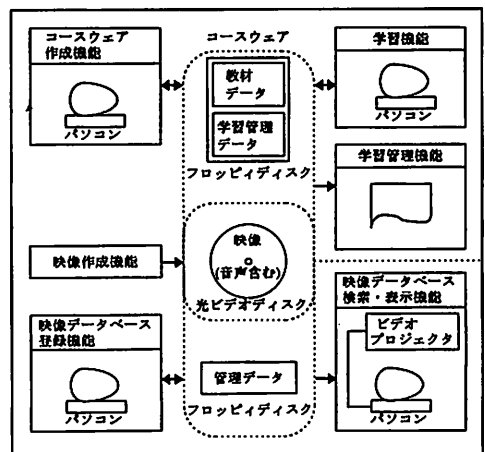 コースウェア
作成機能
パソコン
コースウェア
教材
データ
学習管理
データ
フロッピィディスク
学習機能
パソコン
学習管理機能
映像作成機能
映像
(音声含む)
光ビデオディスク
映像データベース
登録機能
パソコン
管理データ
フロッピィディスク
映像データベース
検索・表示機能
ビデオ
プロジェクタ
パソコン